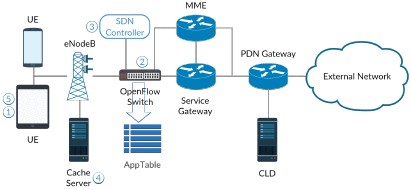 UE
eNodeB
③
SDN
Controller
MME
②
PDN Gateway
External Network
⑤
①
OpenFlow
Switch
Service
Gateway
UE
AppTable
Cache
Server
④
CLD